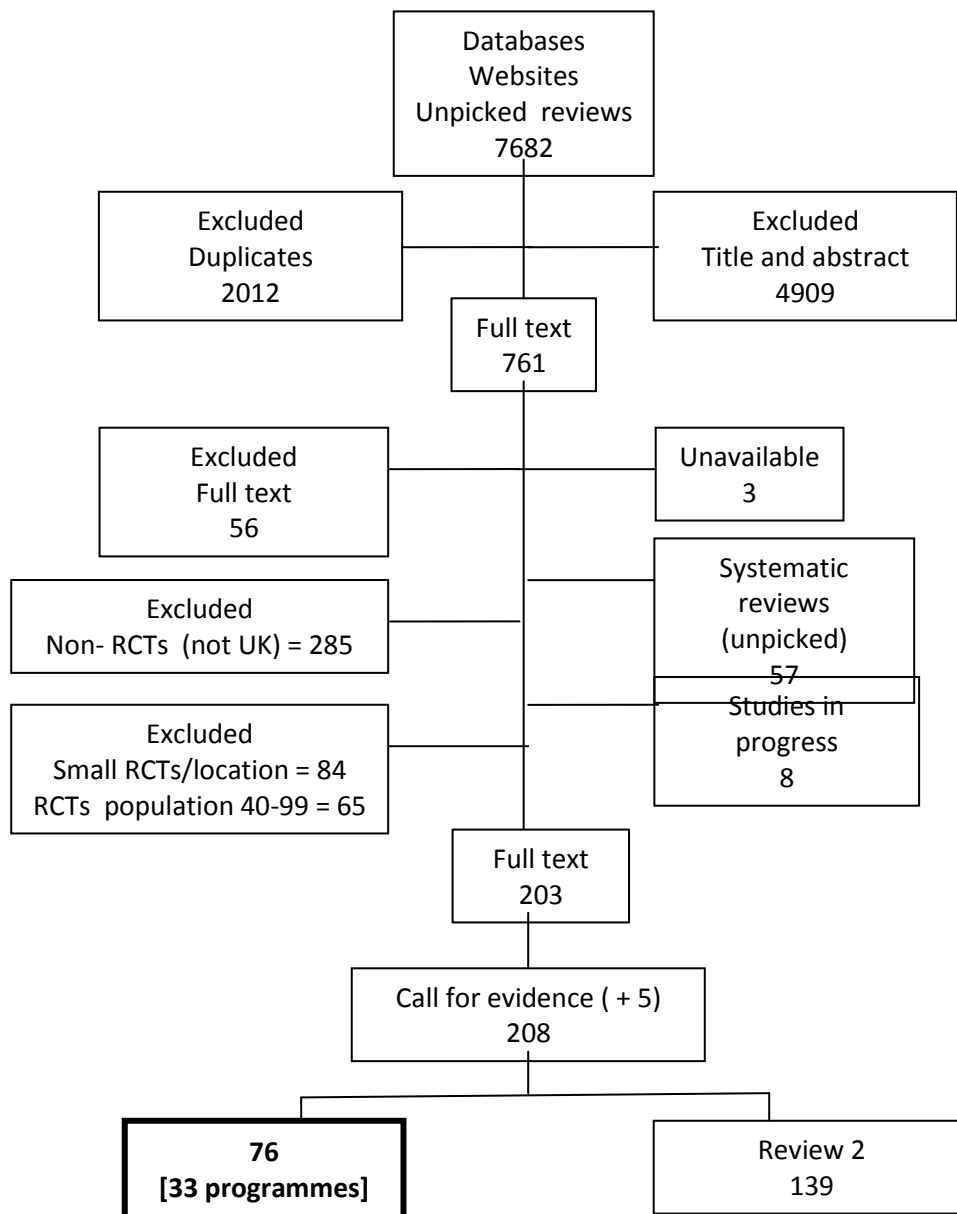 Databases
Websites
Unpicked reviews
7682
Excluded
Duplicates
2012
Excluded
Title and abstract
4909
Full text
761
Excluded
Full text
56
Unavailable
3
Systematic
reviews
(unpicked)
57
Excluded
Non- RCTs (not UK) = 285
Studies in
progress
8
Excluded
Small RCTs/location = 84
RCTs population 40-99 = 65
Full text
203
Call for evidence ( + 5)
208
76
[33 programmes]
Review 2
139